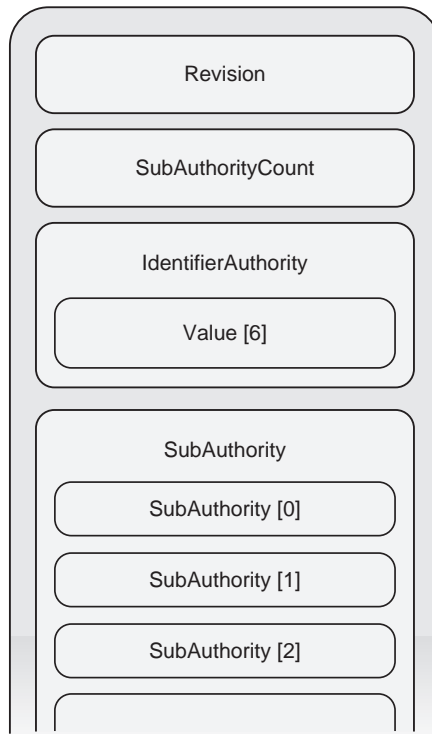 Revision
SubAuthorityCount
IdentifierAuthority
Value [6]
SubAuthority
SubAuthority [0]
SubAuthority [1]
SubAuthority [2]